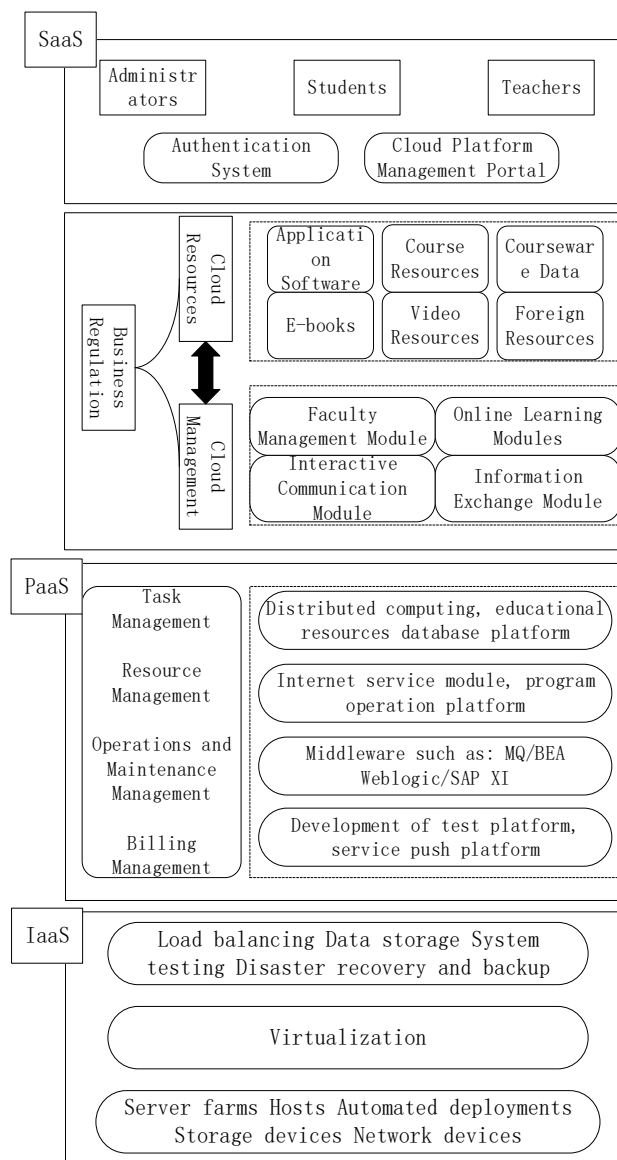 SaaS
Administr
ators
Students
Teachers
Authentication
System
Cloud Platform
Management Portal
Business
Regulation
Cloud
Resources
Cloud
Management
Applicati
on
Software
Course
Resources
Coursewar
e Data
E-books
Video
Resources
Foreign
Resources
Faculty
Management Module
Online Learning
Modules
Interactive
Communication
Module
Information
Exchange Module
PaaS
Task
Management
Resource
Management
Operations and
Maintenance
Management
Billing
Management
Distributed computing, educational
resources database platform
Internet service module, program
operation platform
Middleware such as: MQ/BEA
Weblogic/SAP XI
Development of test platform,
service push platform
IaaS
Load balancing Data storage System
testing Disaster recovery and backup
Virtualization
Server farms Hosts Automated deployments
Storage devices Network devices